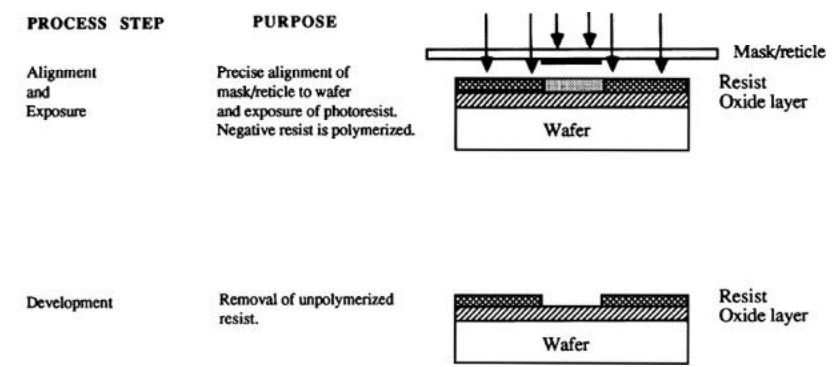 PROCESS STEP
PURPOSE
Alignment
and
Exposure
Precise alignment of
mask/reticle to wafer
and exposure of photoresist.
Negative resist is polymerized.
Mask/reticle
Resist
Oxide layer
Wafer
Development
Removal of unpolymerized
resist.
Resist
Oxide layer
Wafer